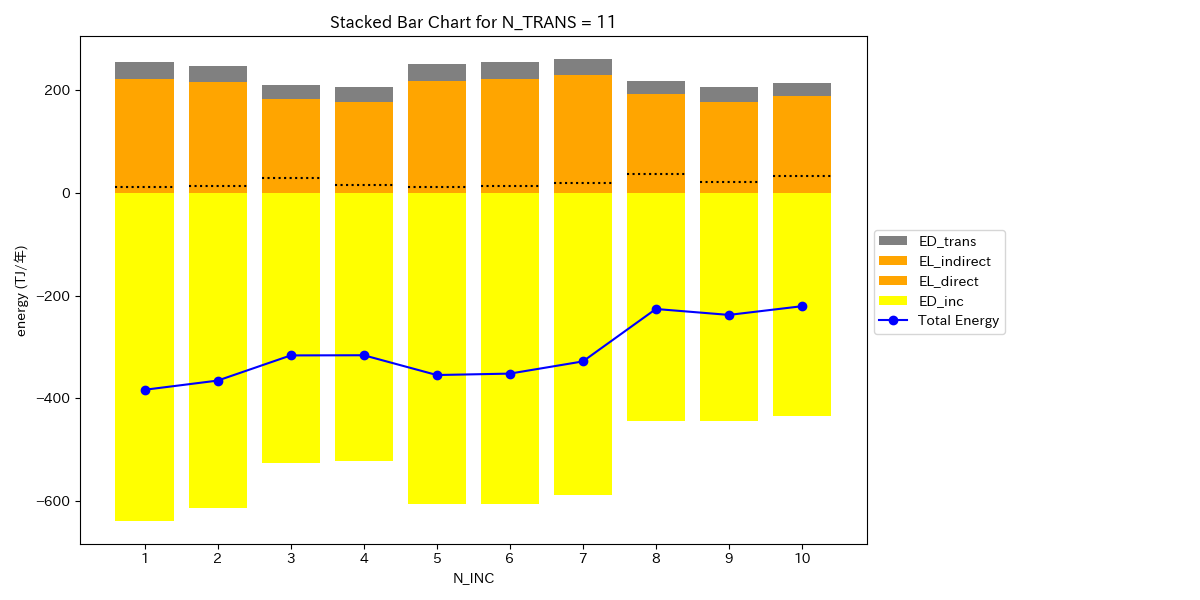 Stacked Bar Chart for N_TRANS = 11
energy (TJ/年)
200
0
−200
−400
−600
1 2 3 4 5 6 7 8 9 10
N_INC
ED_trans
EL_indirect
EL_direct
ED_inc
Total Energy